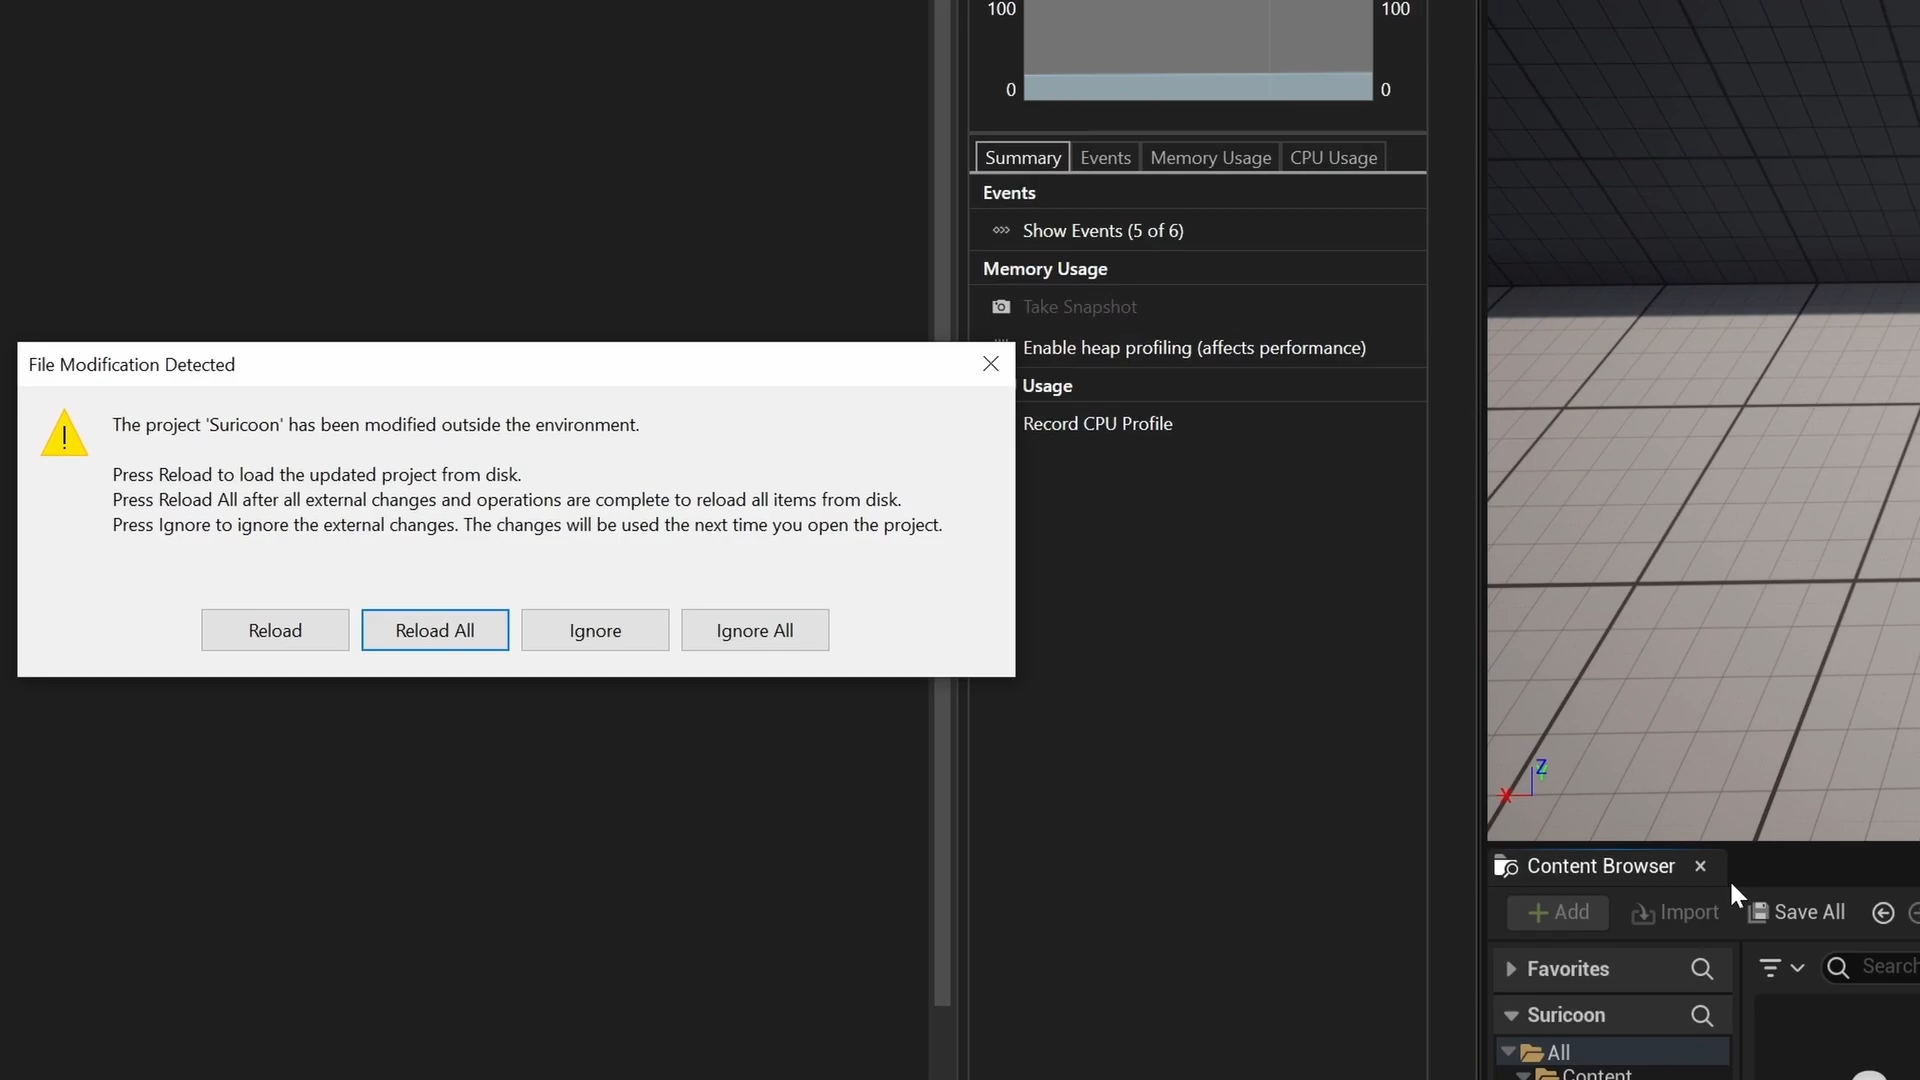 100
100
0
0
Summary
Events
Memory Usage
CPU Usage
Events
Show Events (5 of 6)
Memory Usage
Take Snapshot
Enable heap profiling (affects performance)
Usage
Record CPU Profile
File Modification Detected
The project 'Suricoon' has been modified outside the environment.
Press Reload to load the updated project from disk.
Press Reload All after all external changes and operations are complete to reload all items from disk.
Press Ignore to ignore the external changes. The changes will be used the next time you open the project.
Reload
Reload All
Ignore
Ignore All
Z
X
Content Browser
Add
Import
Save All
Favorites
Search
Suricoon
All
Content